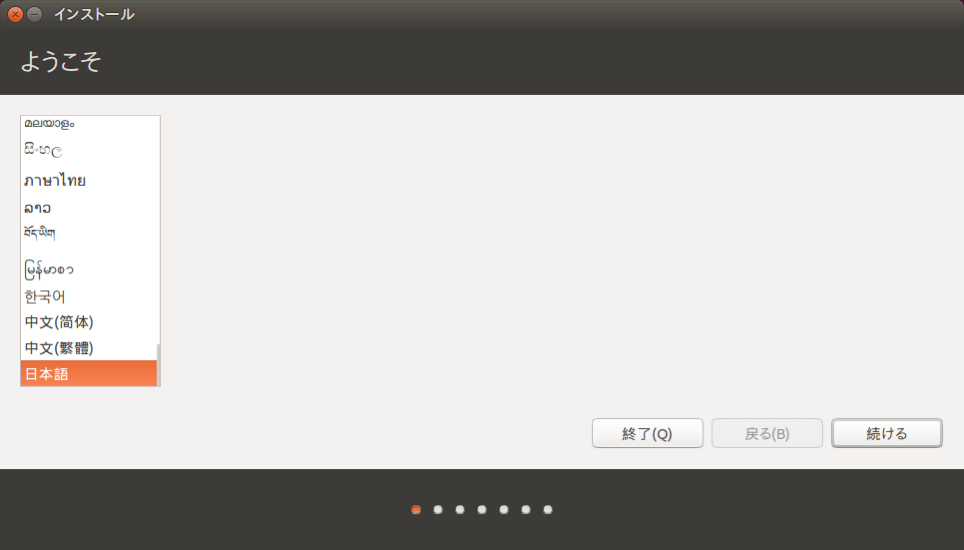 インストール
ようこそ
മലയാളം
සිංහල
ภาษาไทย
ລາວ
བོད་ཡིག
မြန်မာစာ
한국어
中文(简体)
中文(繁體)
日本語
終了(Q)
戻る(B)
続ける